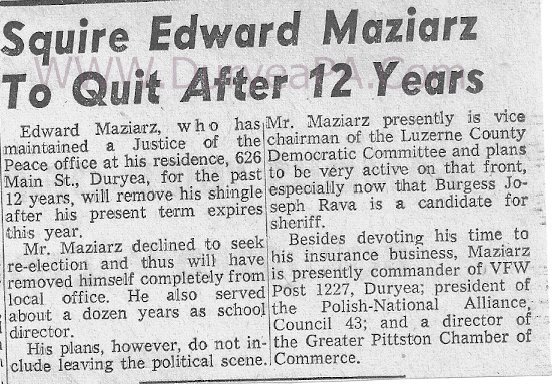 Squire Edward Maziarz
To Quit After 12 Years
WWW.DuryeaPA.Com
Edward Maziarz, who has
maintained a Justice of the
Peace office at his residence, 626
Main St., Duryea, for the past
12 years, will remove his shingle
after his present term expires
this year.
Mr. Maziarz declined to seek
re-election and thus will have
removed himself completely from
local office. He also served
about a dozen years as school
director.
His plans, however, do not in-
clude leaving the political scene.
Mr. Maziarz presently is vice
chairman of the Luzerne County
Democratic Committee and plans
to be very active on that front,
especially now that Burgess Jo-
seph Rava is a candidate for
sheriff.
Besides devoting his time to
his insurance business, Maziarz
is presently commander of VFW
Post 1227, Duryea; president of
the Polish-National Alliance,
Council 43; and a director of
the Greater Pittston Chamber of
Commerce.